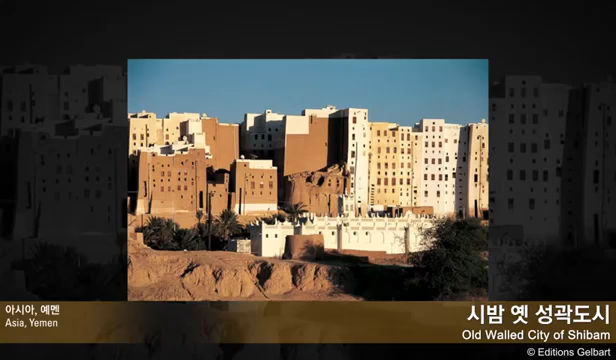 아시아, 예멘
Asia, Yemen
시밤 옛 성곽도시
Old Walled City of Shibam
© Editions Gelbart